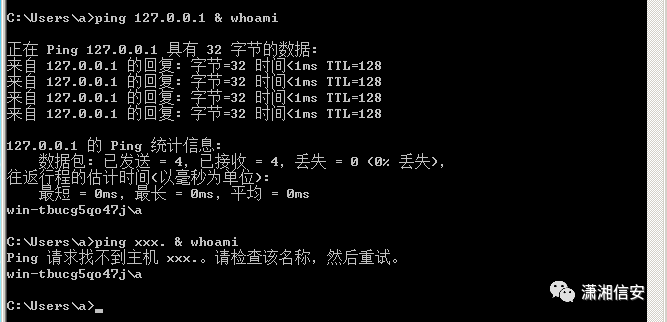 C:\Users\a>ping 127.0.0.1 & whoami
正在 Ping 127.0.0.1 具有 32 字节的数据:
来自 127.0.0.1 的回复: 字节=32 时间<1ms TTL=128
来自 127.0.0.1 的回复: 字节=32 时间<1ms TTL=128
来自 127.0.0.1 的回复: 字节=32 时间<1ms TTL=128
来自 127.0.0.1 的回复: 字节=32 时间<1ms TTL=128
127.0.0.1 的 Ping 统计信息:
数据包: 已发送 = 4, 已接收 = 4, 丢失 = 0 (0% 丢失),
往返行程的估计时间(以毫秒为单位):
最短 = 0ms, 最长 = 0ms, 平均 = 0ms
win-tbucg5qo47j\a
C:\Users\a>ping xxx. & whoami
Ping 请求找不到主机 xxx.。请检查该名称，然后重试。
win-tbucg5qo47j\a
C:\Users\a>_
潇湘信安